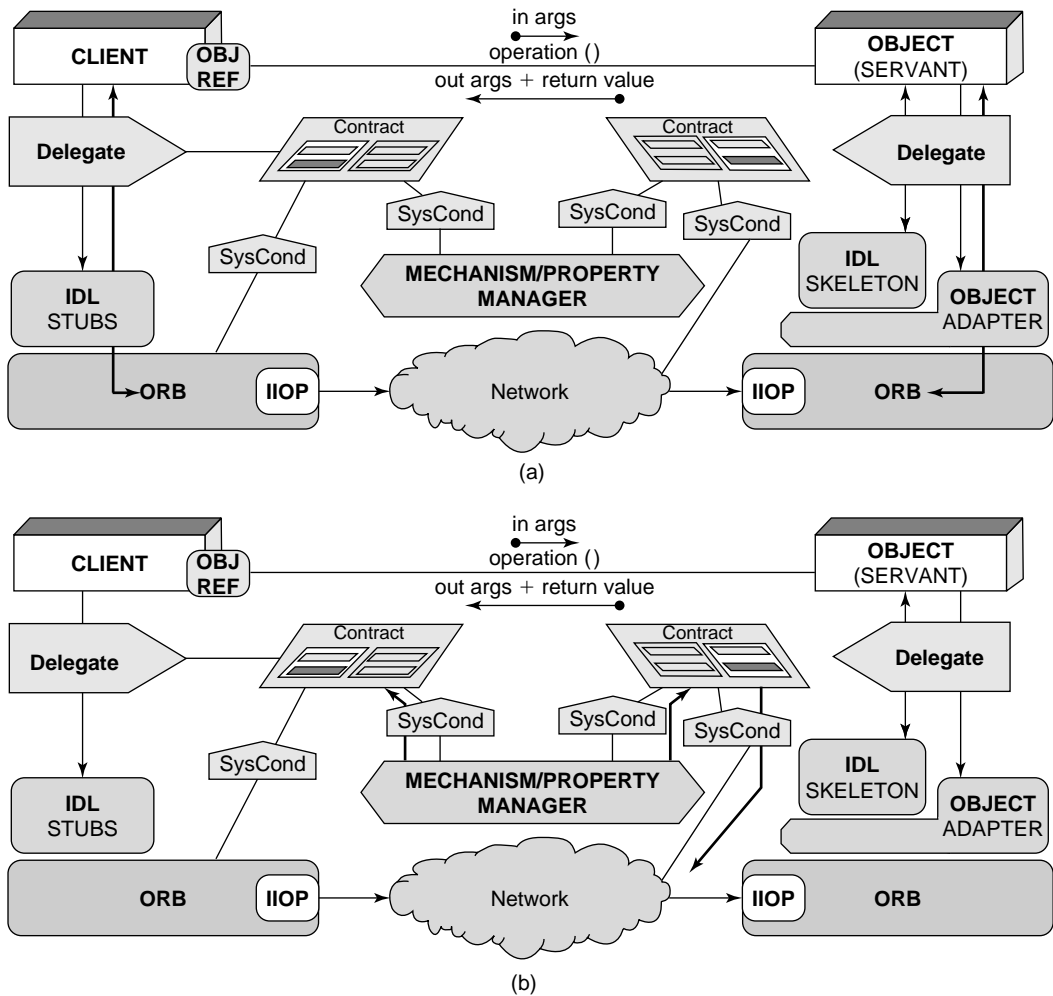 in args
CLIENT
OBJ
REF
operation ( )
OBJECT
(SERVANT)
out args + return value
Delegate
Contract
Contract
Delegate
SysCond
SysCond
SysCond
SysCond
MECHANISM/PROPERTY
MANAGER
IDL
STUBS
IDL
SKELETON
OBJECT
ADAPTER
ORB
IIOP
Network
IIOP
ORB
(a)
in args
CLIENT
OBJ
REF
operation ( )
OBJECT
(SERVANT)
out args + return value
Delegate
Contract
Contract
Delegate
SysCond
SysCond
SysCond
SysCond
MECHANISM/PROPERTY
MANAGER
IDL
STUBS
IDL
SKELETON
OBJECT
ADAPTER
ORB
IIOP
Network
IIOP
ORB
(b)